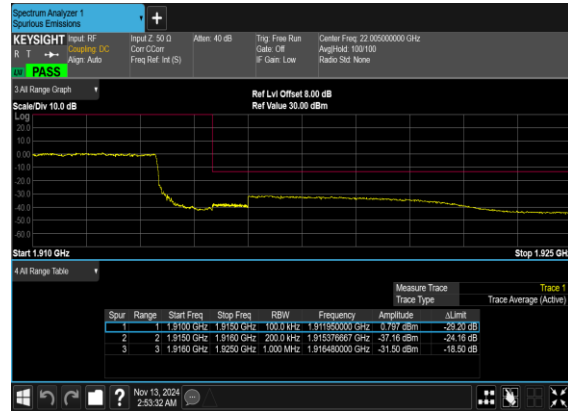 Spectrum Analyzer 1
Spurious Emissions
+
KEYSIGHT Input: RF Input Z: 50 Ω Atten: 40 dB Trig: Free Run Center Freq: 22.005000000 GHz
R T Coupling: DC Corr CCorr Gate: Off Avg|Hold: 100/100
Align: Auto Freq Ref: Int (S) IF Gain: Low Radio Std: None
PASS
3 All Range Graph
Ref Lvl Offset 8.00 dB
Scale/Div 10.0 dB Ref Value 30.00 dBm
Log
20.0
10.0
0.00
-10.0
-20.0
-30.0
-40.0
-50.0
-60.0
Start 1.910 GHz Stop 1.925 GHz
4 All Range Table
Measure Trace Trace 1
Trace Type Trace Average (Active)
Spur Range Start Freq Stop Freq RBW Frequency Amplitude ΔLimit
1 1 1.9100 GHz 1.9150 GHz 100.0 kHz 1.911950000 GHz 0.797 dBm -29.20 dB
2 2 1.9150 GHz 1.9160 GHz 200.0 kHz 1.915376667 GHz -37.16 dBm -24.16 dB
3 3 1.9160 GHz 1.9250 GHz 1.000 MHz 1.916480000 GHz -31.50 dBm -18.50 dB
? Nov 13, 2024
2:53:32 AM